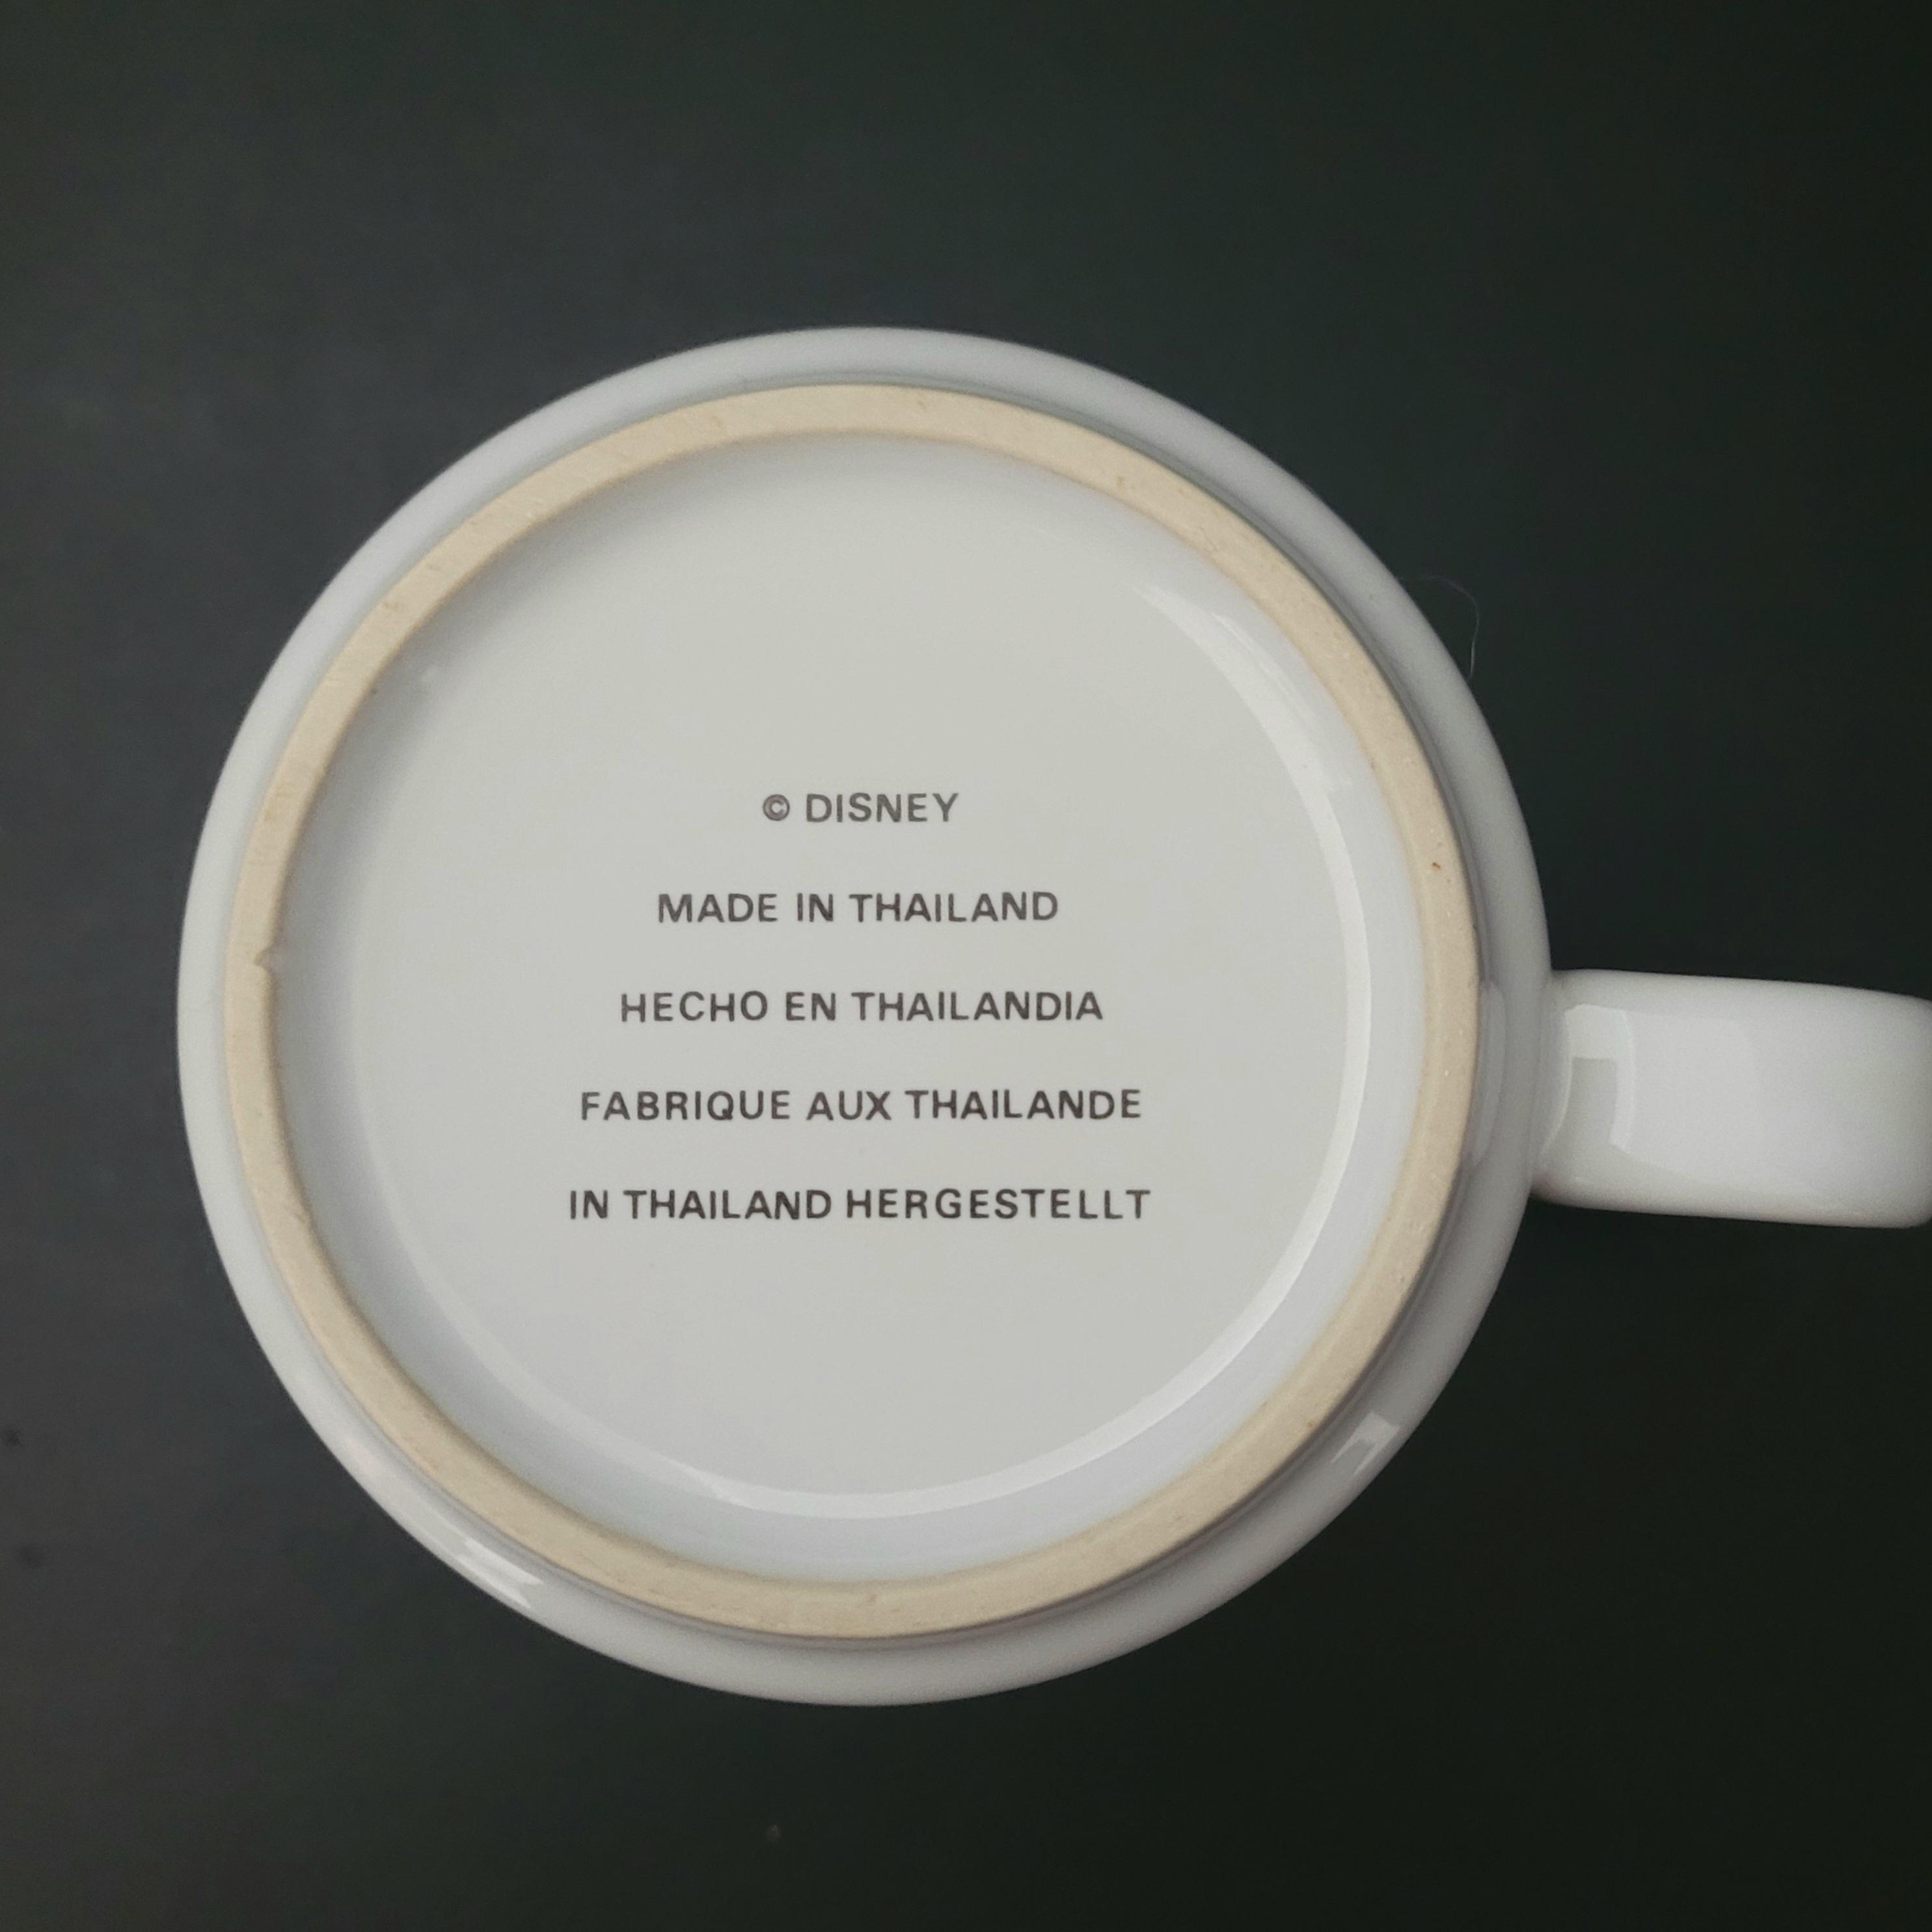 © DISNEY
MADE IN THAILAND
HECHO EN THAILANDIA
FABRIQUE AUX THAILANDE
IN THAILAND HERGESTELLT